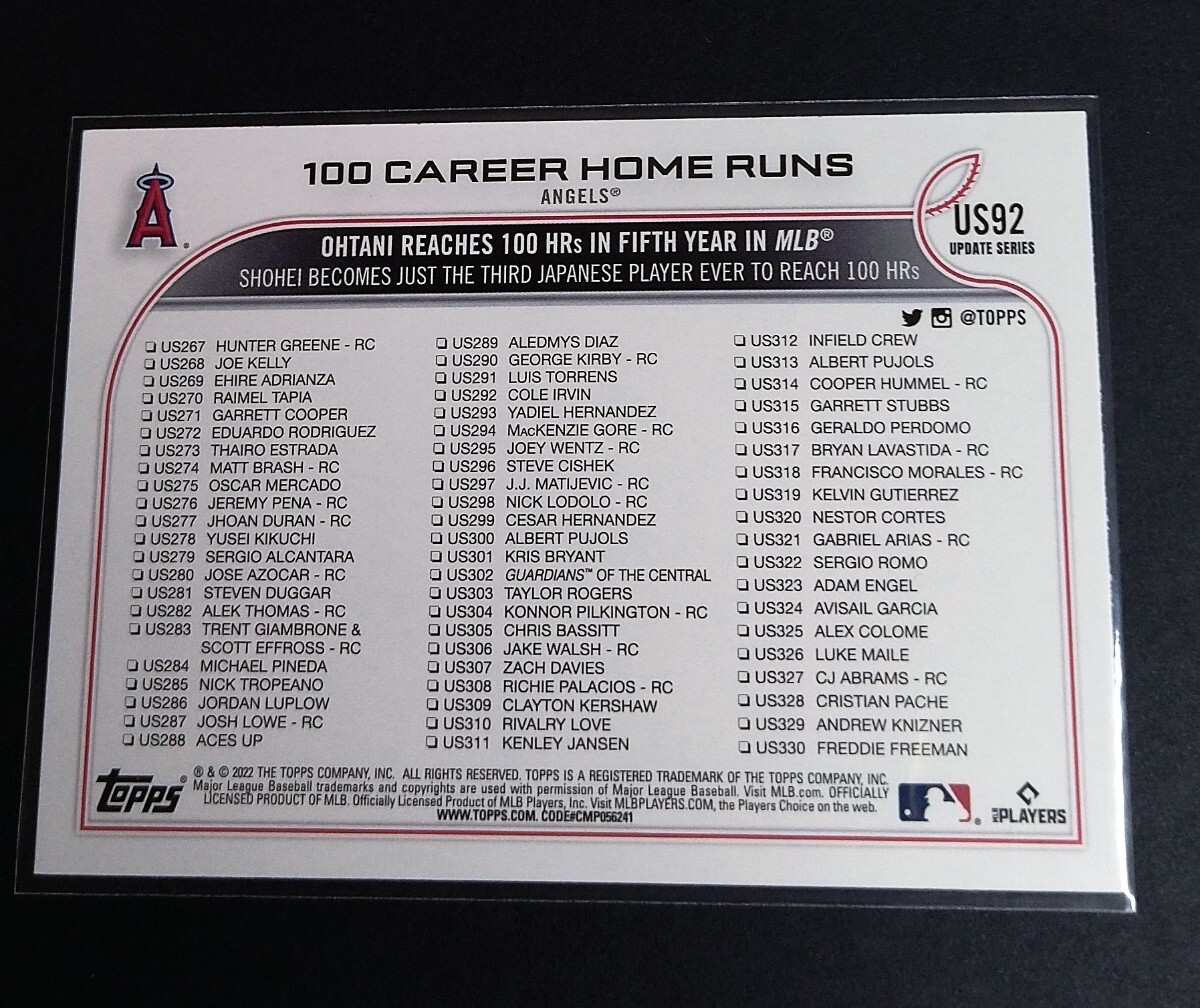 100 CAREER HOME RUNS
ANGELS®
A®
US92
UPDATE SERIES
OHTANI REACHES 100 HRs IN FIFTH YEAR IN MLB®
SHOHEI BECOMES JUST THE THIRD JAPANESE PLAYER EVER TO REACH 100 HRs
@TOPPS
❏ US267 HUNTER GREENE - RC
❏ US268 JOE KELLY
❏ US269 EHIRE ADRIANZA
❏ US270 RAIMEL TAPIA
❏ US271 GARRETT COOPER
❏ US272 EDUARDO RODRIGUEZ
❏ US273 THAIRO ESTRADA
❏ US274 MATT BRASH - RC
❏ US275 OSCAR MERCADO
❏ US276 JEREMY PENA - RC
❏ US277 JHOAN DURAN - RC
❏ US278 YUSEI KIKUCHI
❏ US279 SERGIO ALCANTARA
❏ US280 JOSE AZOCAR - RC
❏ US281 STEVEN DUGGAR
❏ US282 ALEK THOMAS - RC
❏ US283 TRENT GIAMBRONE &
SCOTT EFFROSS - RC
❏ US284 MICHAEL PINEDA
❏ US285 NICK TROPEANO
❏ US286 JORDAN LUPLOW
❏ US287 JOSH LOWE - RC
❏ US288 ACES UP
❏ US289 ALEDMYS DIAZ
❏ US290 GEORGE KIRBY - RC
❏ US291 LUIS TORRENS
❏ US292 COLE IRVIN
❏ US293 YADIEL HERNANDEZ
❏ US294 MacKENZIE GORE - RC
❏ US295 JOEY WENTZ - RC
❏ US296 STEVE CISHEK
❏ US297 J.J. MATIJEVIC - RC
❏ US298 NICK LODOLO - RC
❏ US299 CESAR HERNANDEZ
❏ US300 ALBERT PUJOLS
❏ US301 KRIS BRYANT
❏ US302 GUARDIANS™ OF THE CENTRAL
❏ US303 TAYLOR ROGERS
❏ US304 KONNOR PILKINGTON - RC
❏ US305 CHRIS BASSITT
❏ US306 JAKE WALSH - RC
❏ US307 ZACH DAVIES
❏ US308 RICHIE PALACIOS - RC
❏ US309 CLAYTON KERSHAW
❏ US310 RIVALRY LOVE
❏ US311 KENLEY JANSEN
❏ US312 INFIELD CREW
❏ US313 ALBERT PUJOLS
❏ US314 COOPER HUMMEL - RC
❏ US315 GARRETT STUBBS
❏ US316 GERALDO PERDOMO
❏ US317 BRYAN LAVASTIDA - RC
❏ US318 FRANCISCO MORALES - RC
❏ US319 KELVIN GUTIERREZ
❏ US320 NESTOR CORTES
❏ US321 GABRIEL ARIAS - RC
❏ US322 SERGIO ROMO
❏ US323 ADAM ENGEL
❏ US324 AVISAIL GARCIA
❏ US325 ALEX COLOME
❏ US326 LUKE MAILE
❏ US327 CJ ABRAMS - RC
❏ US328 CRISTIAN PACHE
❏ US329 ANDREW KNIZNER
❏ US330 FREDDIE FREEMAN
Topps®
® & © 2022 THE TOPPS COMPANY, INC. ALL RIGHTS RESERVED. TOPPS IS A REGISTERED TRADEMARK OF THE TOPPS COMPANY, INC.
Major League Baseball trademarks and copyrights are used with permission of Major League Baseball. Visit MLB.com. OFFICIALLY
LICENSED PRODUCT OF MLB. Officially Licensed Product of MLB Players, Inc. Visit MLBPLAYERS.COM, the Players Choice on the web.
WWW.TOPPS.COM. CODE#CMP056241
MLB PLAYERS